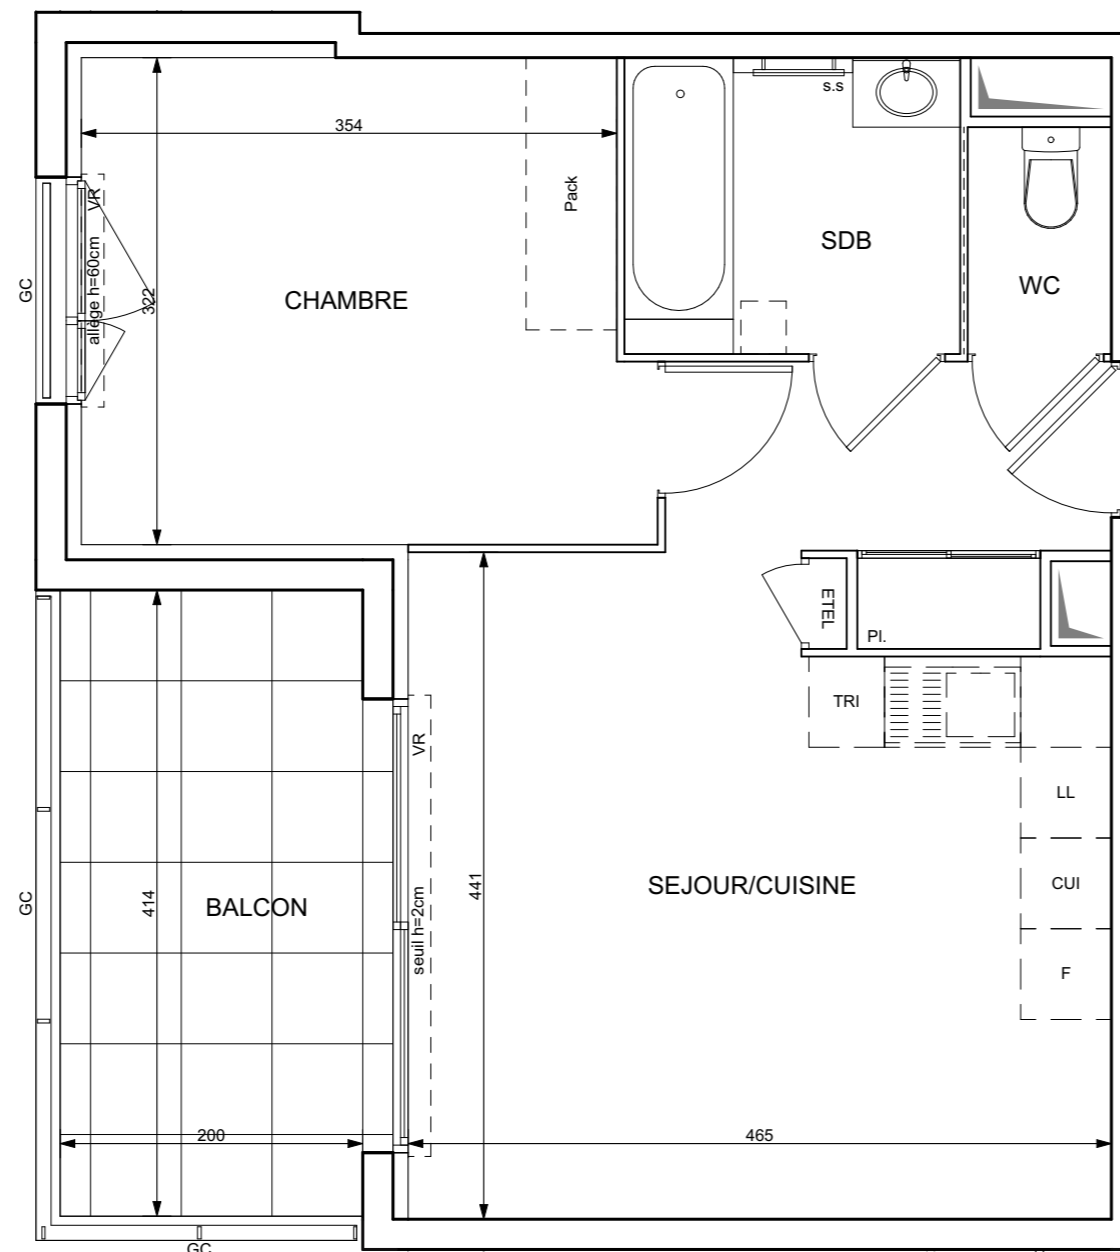 s.s
354
Pack
SDB
VR
WC
allège h=60cm
GC
322
CHAMBRE
ETEL
Pl.
TRI
VR
LL
SEJOUR/CUISINE
CUI
GC
414
BALCON
441
seuil h=2cm
F
200
465
GC